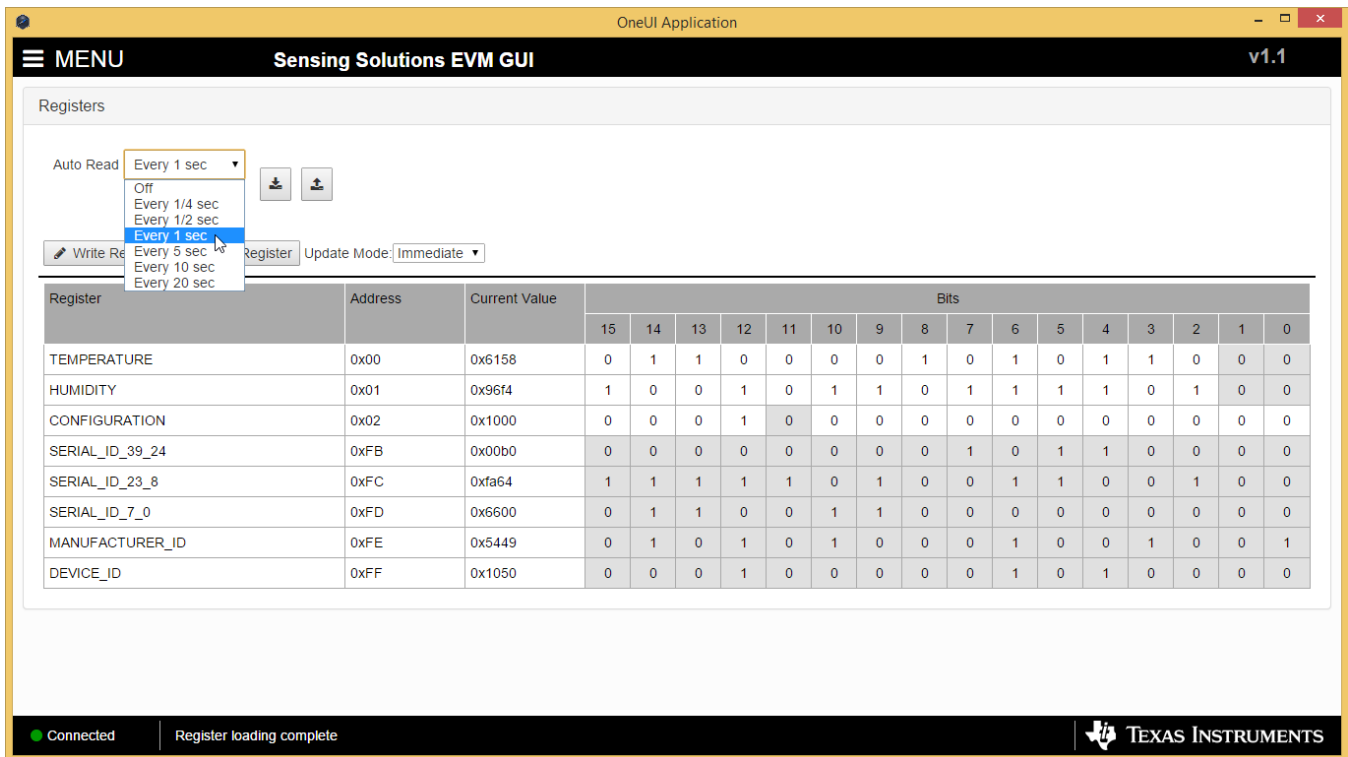 OneUI Application
MENU Sensing Solutions EVM GUI v1.1
Registers
Auto Read Every 1 sec
Off
Every 1/4 sec
Every 1/2 sec
Every 1 sec
Every 5 sec
Every 10 sec
Every 20 sec
Write Re Register Update Mode: Immediate
Register Address Current Value Bits
15 14 13 12 11 10 9 8 7 6 5 4 3 2 1 0
TEMPERATURE 0x00 0x6158 0 1 1 0 0 0 0 1 0 1 0 1 1 0 0 0
HUMIDITY 0x01 0x96f4 1 0 0 1 0 1 1 0 1 1 1 1 0 1 0 0
CONFIGURATION 0x02 0x1000 0 0 0 1 0 0 0 0 0 0 0 0 0 0 0 0
SERIAL_ID_39_24 0xFB 0x00b0 0 0 0 0 0 0 0 0 1 0 1 1 0 0 0 0
SERIAL_ID_23_8 0xFC 0xfa64 1 1 1 1 1 0 1 0 0 1 1 0 0 1 0 0
SERIAL_ID_7_0 0xFD 0x6600 0 1 1 0 0 1 1 0 0 0 0 0 0 0 0 0
MANUFACTURER_ID 0xFE 0x5449 0 1 0 1 0 1 0 0 0 1 0 0 1 0 0 1
DEVICE_ID 0xFF 0x1050 0 0 0 1 0 0 0 0 0 1 0 1 0 0 0 0
Connected Register loading complete TEXAS INSTRUMENTS